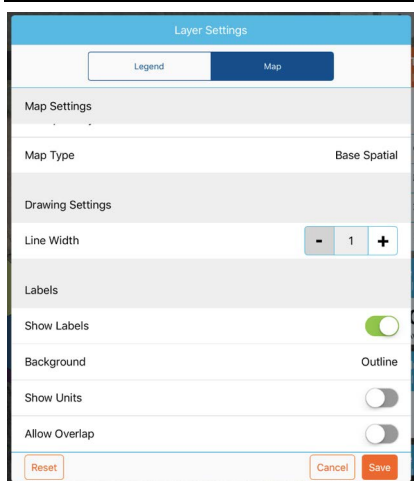 Layer Settings
Legend Map
Map Settings
Map Type Base Spatial
Drawing Settings
Line Width - 1 +
Labels
Show Labels
Background Outline
Show Units
Allow Overlap
Reset Cancel Save